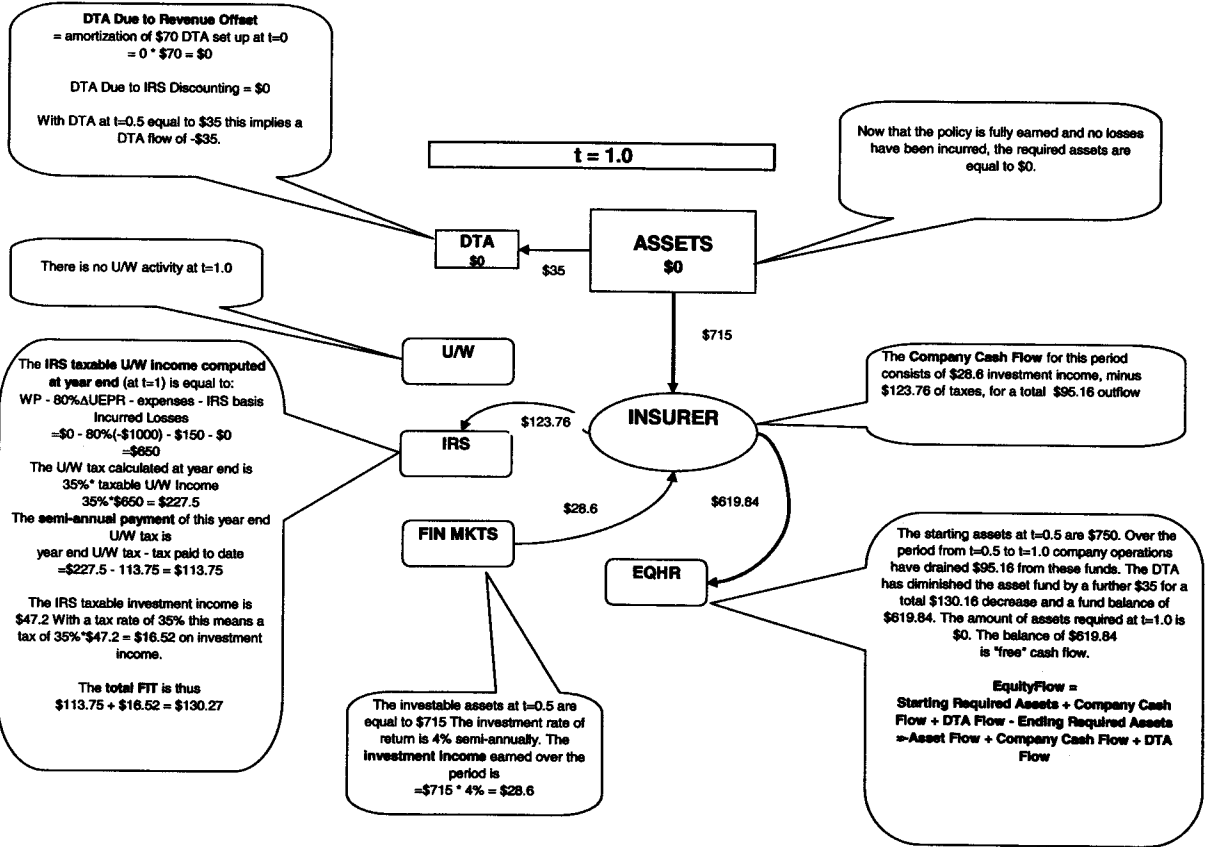 DTA Due to Revenue Offset
= amortization of $70 DTA set up at t=0
= 0 * $70 = $0
DTA Due to IRS Discounting = $0
With DTA at t=0.5 equal to $35 this implies a
DTA flow of -$35.
t = 1.0
Now that the policy is fully earned and no losses
have been incurred, the required assets are
equal to $0.
DTA
$0
$35
ASSETS
$0
There is no U/W activity at t=1.0
$715
U/W
The IRS taxable U/W income computed
at year end (at t=1) is equal to:
WP - 80%ΔUEPR - expenses - IRS basis
Incurred Losses
=$0 - 80%(-$1000) - $150 - $0
=$650
The U/W tax calculated at year end is
35%* taxable U/W Income
35%*$650 = $227.5
The semi-annual payment of this year end
U/W tax is
year end U/W tax - tax paid to date
=$227.5 - 113.75 = $113.75
The IRS taxable investment income is
$47.2 With a tax rate of 35% this means a
tax of 35%*$47.2 = $16.52 on investment
income.
The total FIT is thus
$113.75 + $16.52 = $130.27
The Company Cash Flow for this period
consists of $28.6 investment income, minus
$123.76 of taxes, for a total $95.16 outflow
INSURER
$123.76
IRS
$28.6
$619.84
FIN MKTS
EQHR
The starting assets at t=0.5 are $750. Over the
period from t=0.5 to t=1.0 company operations
have drained $95.16 from these funds. The DTA
has diminished the asset fund by a further $35 for a
total $130.16 decrease and a fund balance of
$619.84. The amount of assets required at t=1.0 is
$0. The balance of $619.84
is "free" cash flow.
EquityFlow =
Starting Required Assets + Company Cash
Flow + DTA Flow - Ending Required Assets
=-Asset Flow + Company Cash Flow + DTA
Flow
The investable assets at t=0.5 are
equal to $715 The investment rate of
return is 4% semi-annually. The
investment income earned over the
period is
=$715 * 4% = $28.6